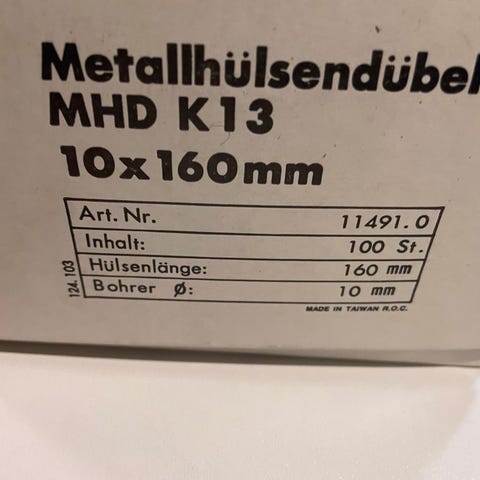 Metallhülsendübel
MHD K13
10x160mm
Art. Nr. 11491.0
Inhalt: 100 St.
Hülsenlänge: 160 mm
Bohrer Ø: 10 mm
124.103
MADE IN TAIWAN R.O.C.